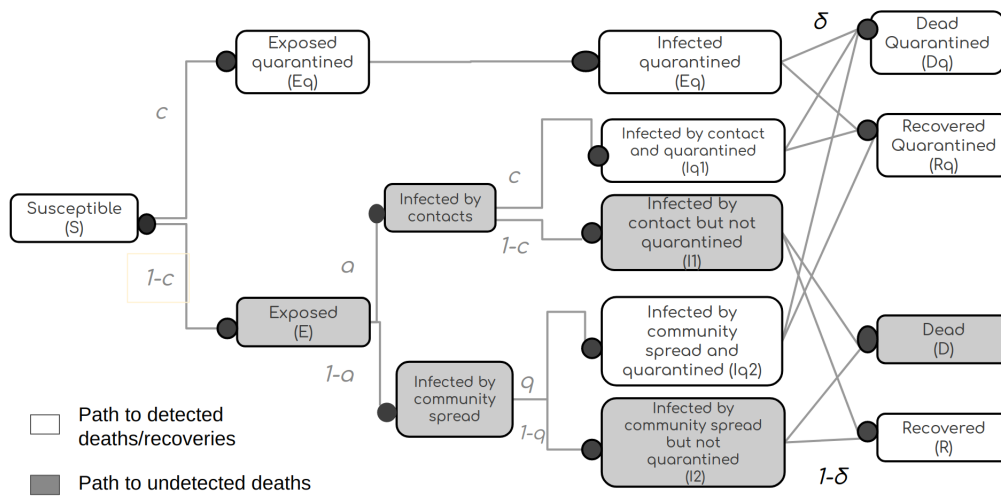 δ
Exposed
quarantined
(Eq)
Infected
quarantined
(Eq)
Dead
Quarantined
(Dq)
c
Infected by contact
and quarantined
(Iq1)
Recovered
Quarantined
(Rq)
c
Susceptible
(S)
Infected by
contacts
Infected by
contact but not
quarantined
(I1)
1-c
1-c
a
Exposed
(E)
Infected by
community
spread and
quarantined (Iq2)
Dead
(D)
1-a
Infected by
community
spread
q
1-q
Infected by
community spread
but not
quarantined
(I2)
Recovered
(R)
1-δ
Path to detected
deaths/recoveries
Path to undetected deaths